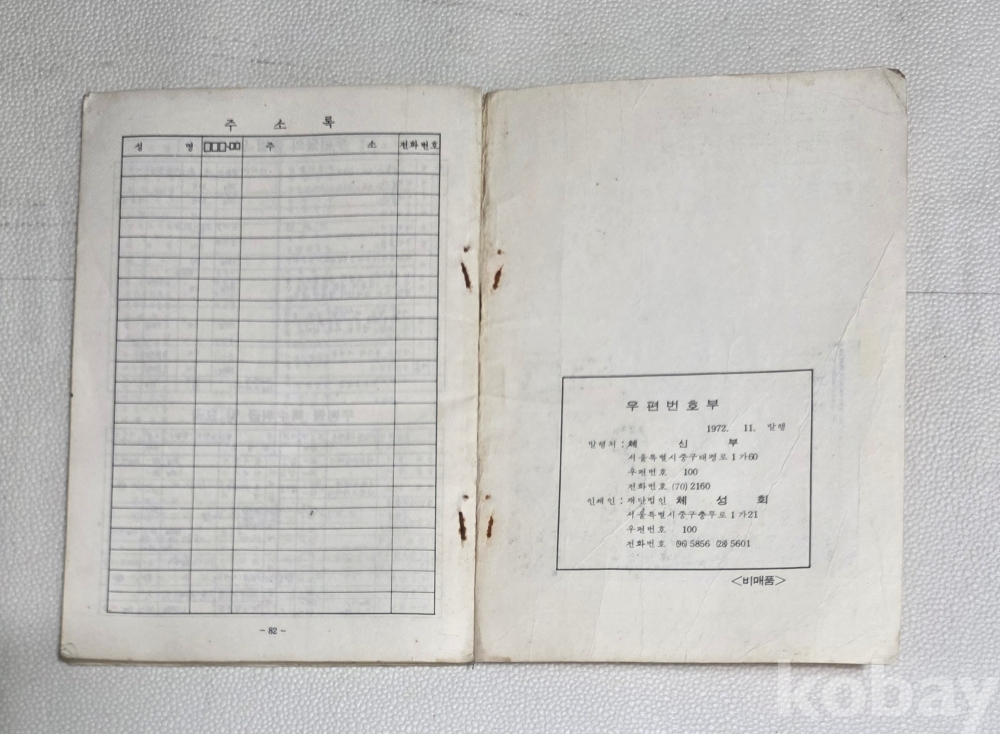 주 소 록
성 명 □□□-□□ 주 소 전화번호
- 82 -
우편번호부
1972. 11. 발행
발행처 : 체 신 부
서울특별시중구태평로1가60
우편번호 100
전화번호 (70) 2160
인쇄인 : 재단법인 체 성 회
서울특별시중구충무로1가21
우편번호 100
전화번호 (96) 5856 (28) 5601
<비매품>
kobay